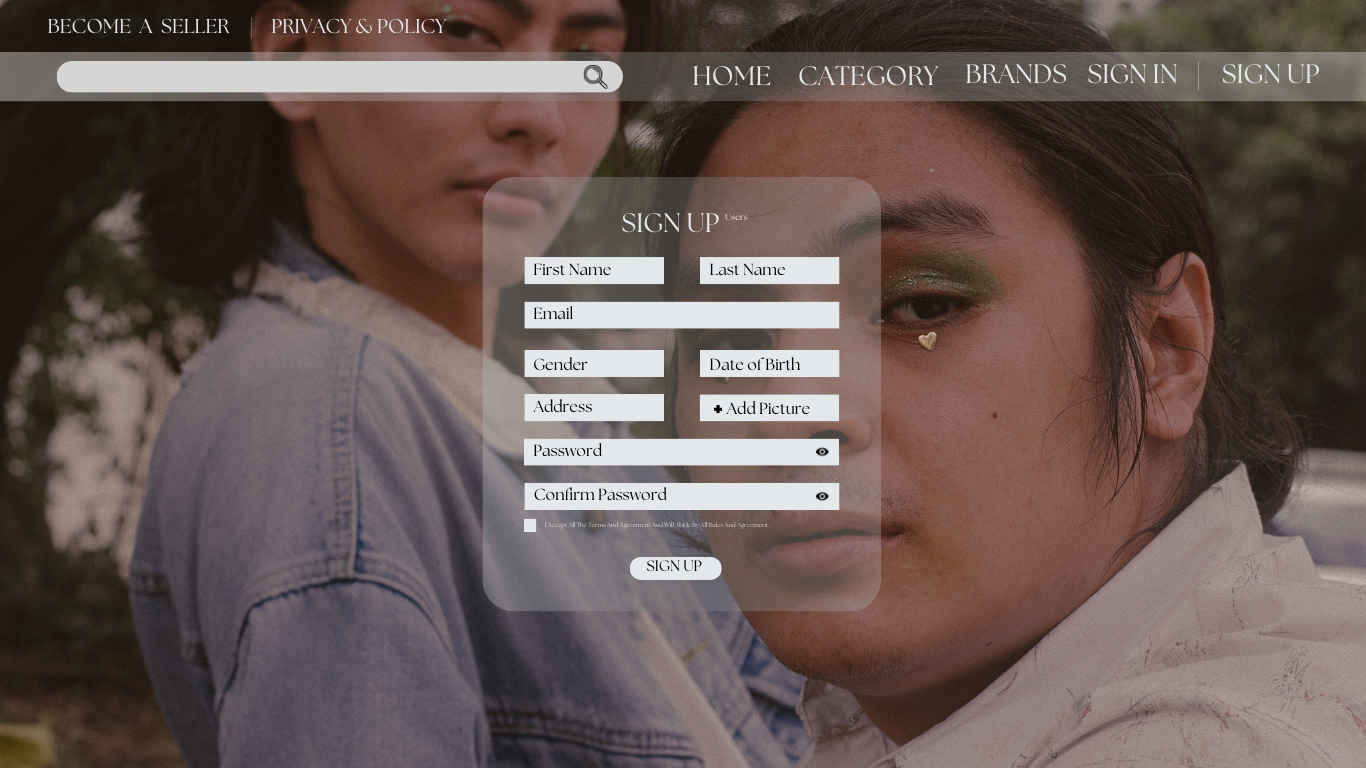 BECOME A SELLER PRIVACY & POLICY
HOME CATEGORY BRANDS SIGN IN SIGN UP
SIGN UP Users
First Name Last Name
Email
Gender Date of Birth
Address + Add Picture
Password
Confirm Password
I Accept All The Terms And Agreement And Will Abide By All Rules And Agreement.
SIGN UP